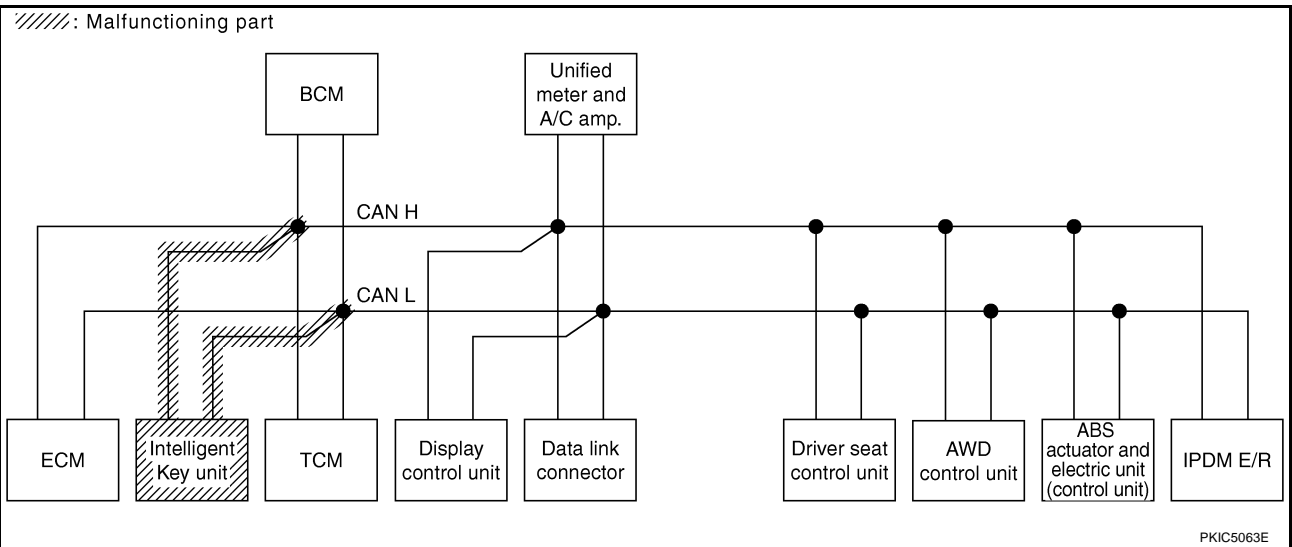 : Malfunctioning part
BCM
Unified
meter and
A/C amp.
CAN H
CAN L
ECM
Intelligent
Key unit
TCM
Display
control unit
Data link
connector
Driver seat
control unit
AWD
control unit
ABS
actuator and
electric unit
(control unit)
IPDM E/R
PKIC5063E